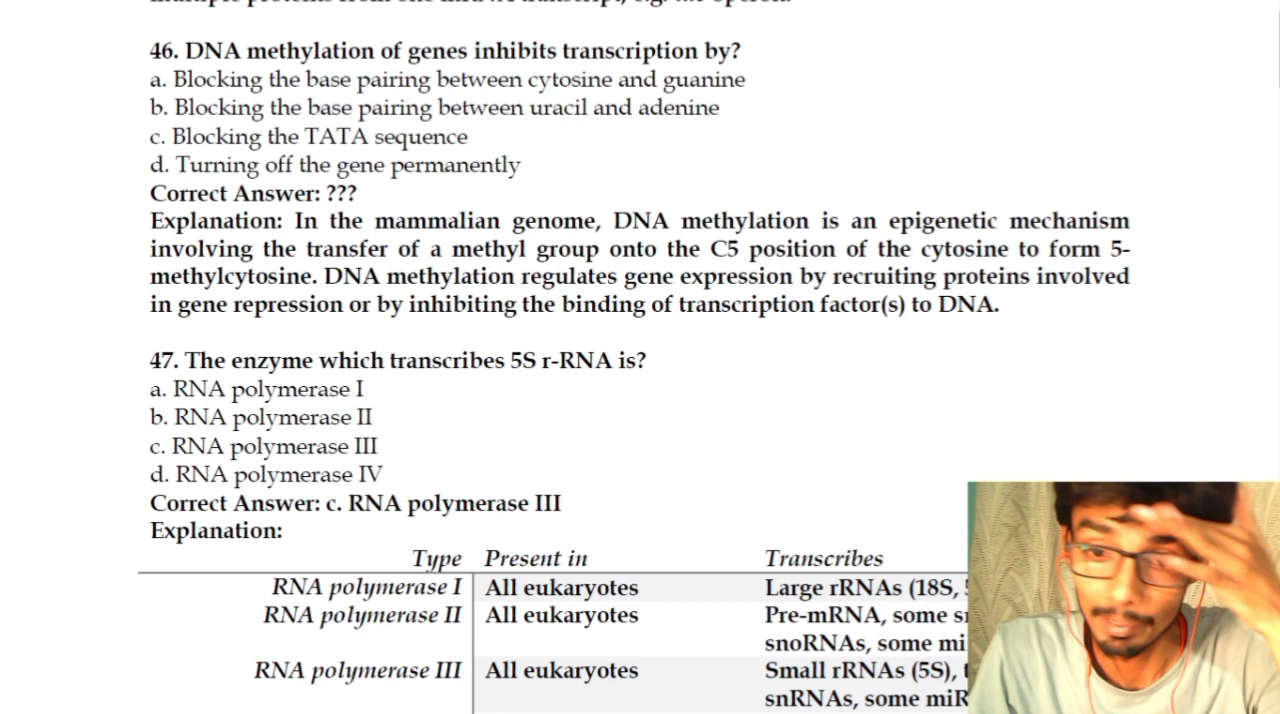 46. DNA methylation of genes inhibits transcription by?
a. Blocking the base pairing between cytosine and guanine
b. Blocking the base pairing between uracil and adenine
c. Blocking the TATA sequence
d. Turning off the gene permanently
Correct Answer: ???
Explanation: In the mammalian genome, DNA methylation is an epigenetic mechanism
involving the transfer of a methyl group onto the C5 position of the cytosine to form 5-
methylcytosine. DNA methylation regulates gene expression by recruiting proteins involved
in gene repression or by inhibiting the binding of transcription factor(s) to DNA.
47. The enzyme which transcribes 5S r-RNA is?
a. RNA polymerase I
b. RNA polymerase II
c. RNA polymerase III
d. RNA polymerase IV
Correct Answer: c. RNA polymerase III
Explanation:
Type Present in Transcribes
RNA polymerase I All eukaryotes Large rRNAs (18S,
RNA polymerase II All eukaryotes Pre-mRNA, some
snoRNAs, some
RNA polymerase III All eukaryotes Small rRNAs (5S),
snRNAs, some